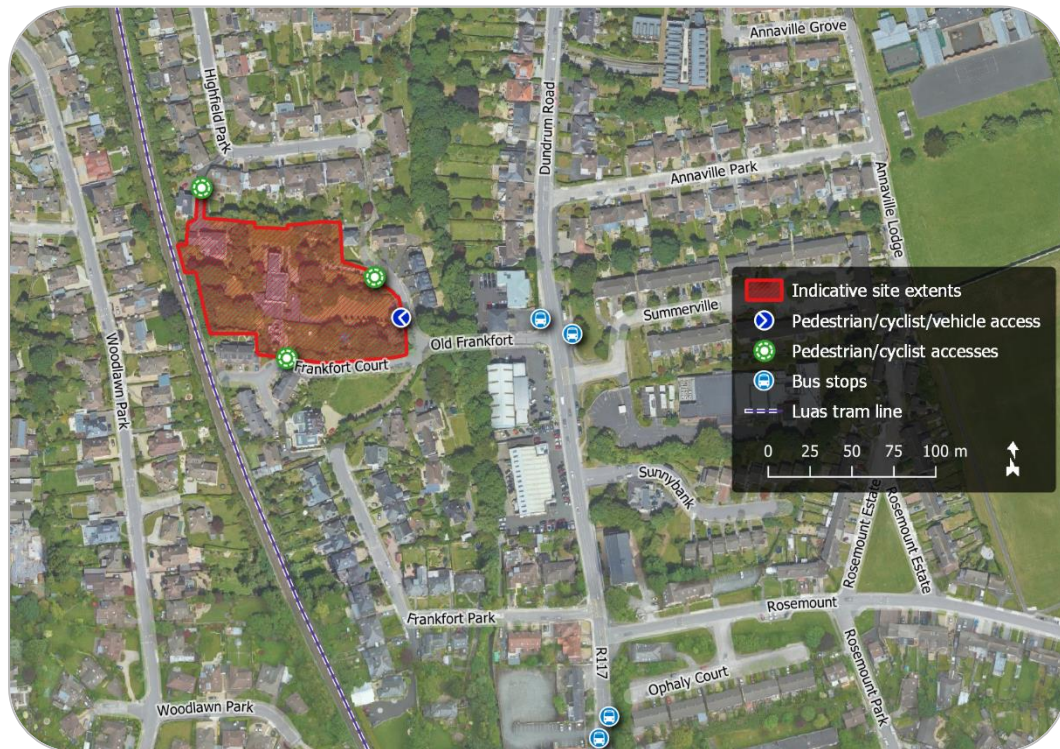 Annaville Grove
Highfield Park
Dundrum Road
Annaville Park
Annaville Lodge
Woodlawn Park
Summerville
Old Frankfort
Frankfort Court
Indicative site extents
Pedestrian/cyclist/vehicle access
Pedestrian/cyclist accesses
Bus stops
Luas tram line
0 25 50 75 100 m
Sunnybank
Rosemount Estate
Rosemount Estate
Frankfort Park
Rosemount
R117
Ophaly Court
Rosemount Park
Woodlawn Park